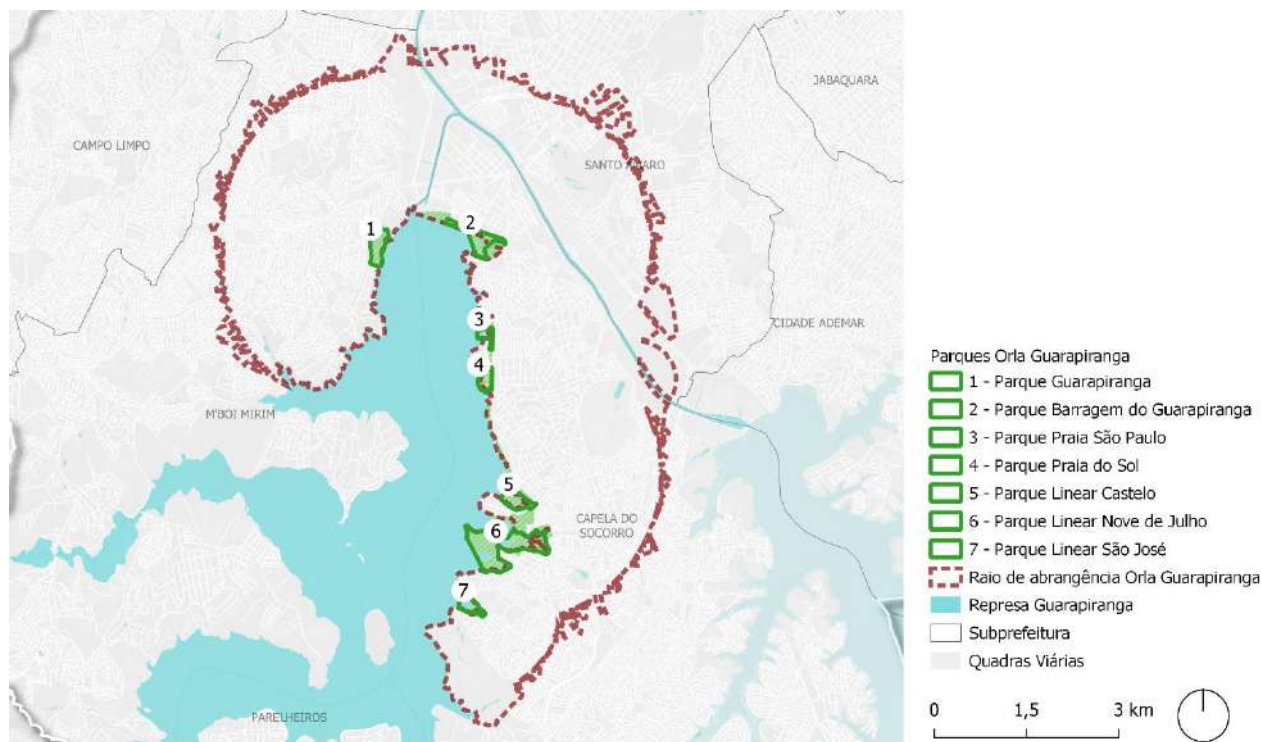 JABAQUARA
CAMPO LIMPO
SANTO AMARO
1
2
3
CIDADE ADEMAR
4
M'BOI MIRIM
5
CAPELA DO
SOCORRO
6
7
PARELHEIROS
Parques Orla Guarapiranga
1 - Parque Guarapiranga
2 - Parque Barragem do Guarapiranga
3 - Parque Praia São Paulo
4 - Parque Praia do Sol
5 - Parque Linear Castelo
6 - Parque Linear Nove de Julho
7 - Parque Linear São José
Raio de abrangência Orla Guarapiranga
Represa Guarapiranga
Subprefeitura
Quadras Viárias
0 1,5 3 km